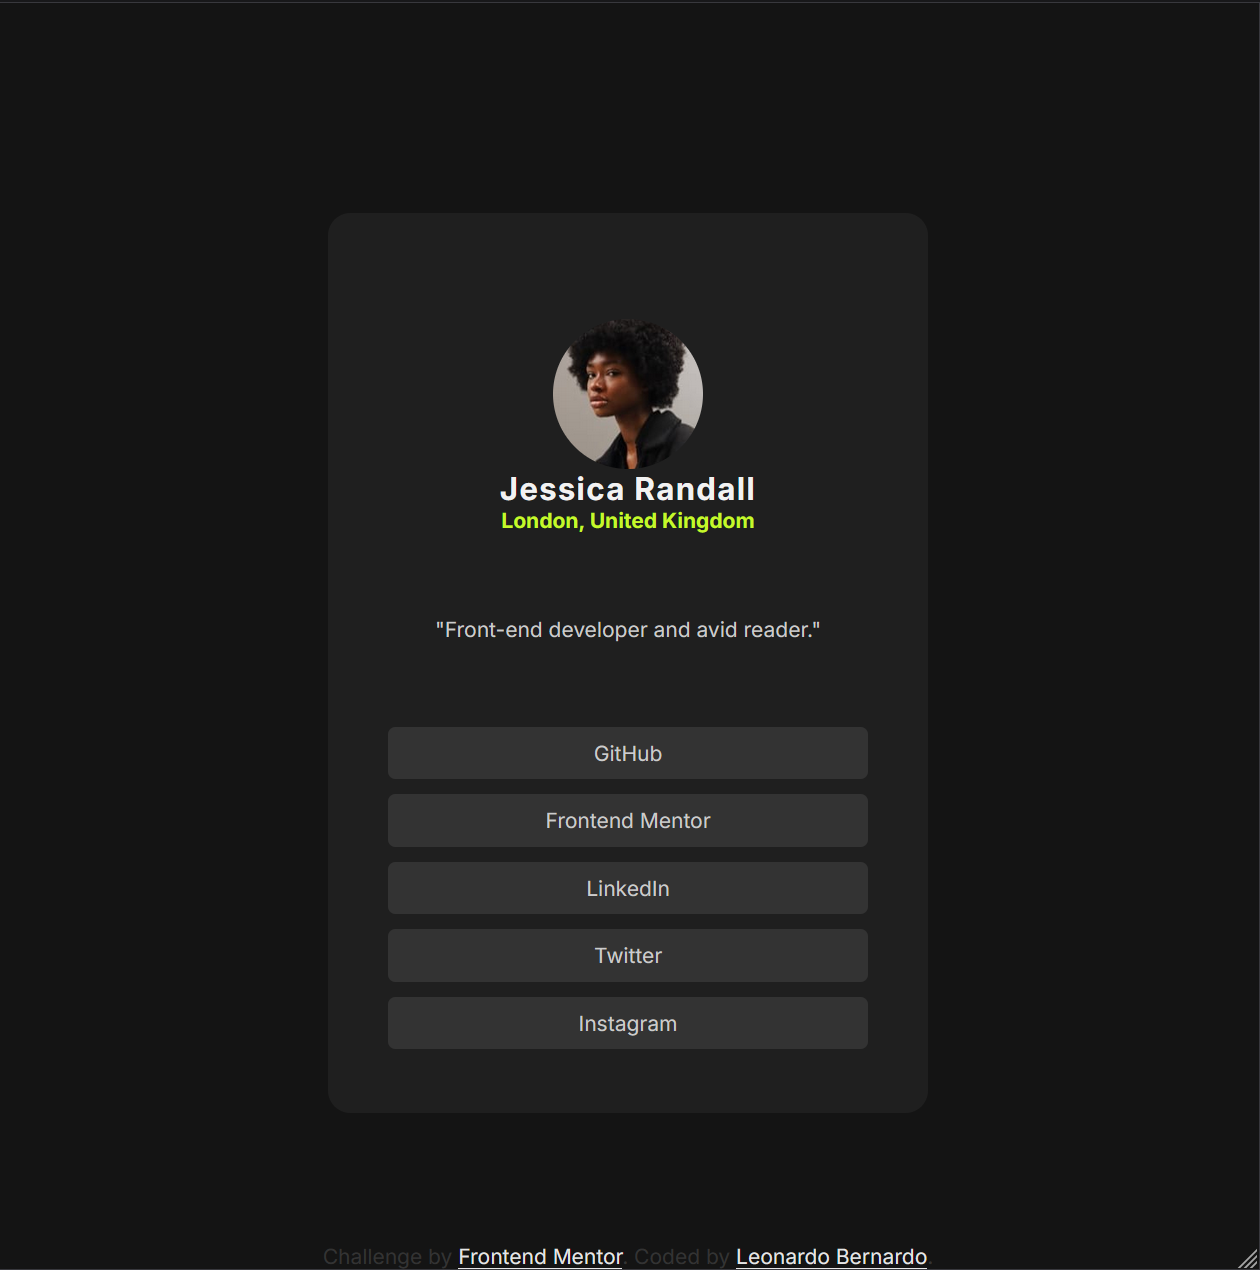 Jessica Randall
London, United Kingdom
"Front-end developer and avid reader."
GitHub
Frontend Mentor
LinkedIn
Twitter
Instagram
Challenge by Frontend Mentor. Coded by Leonardo Bernardo.